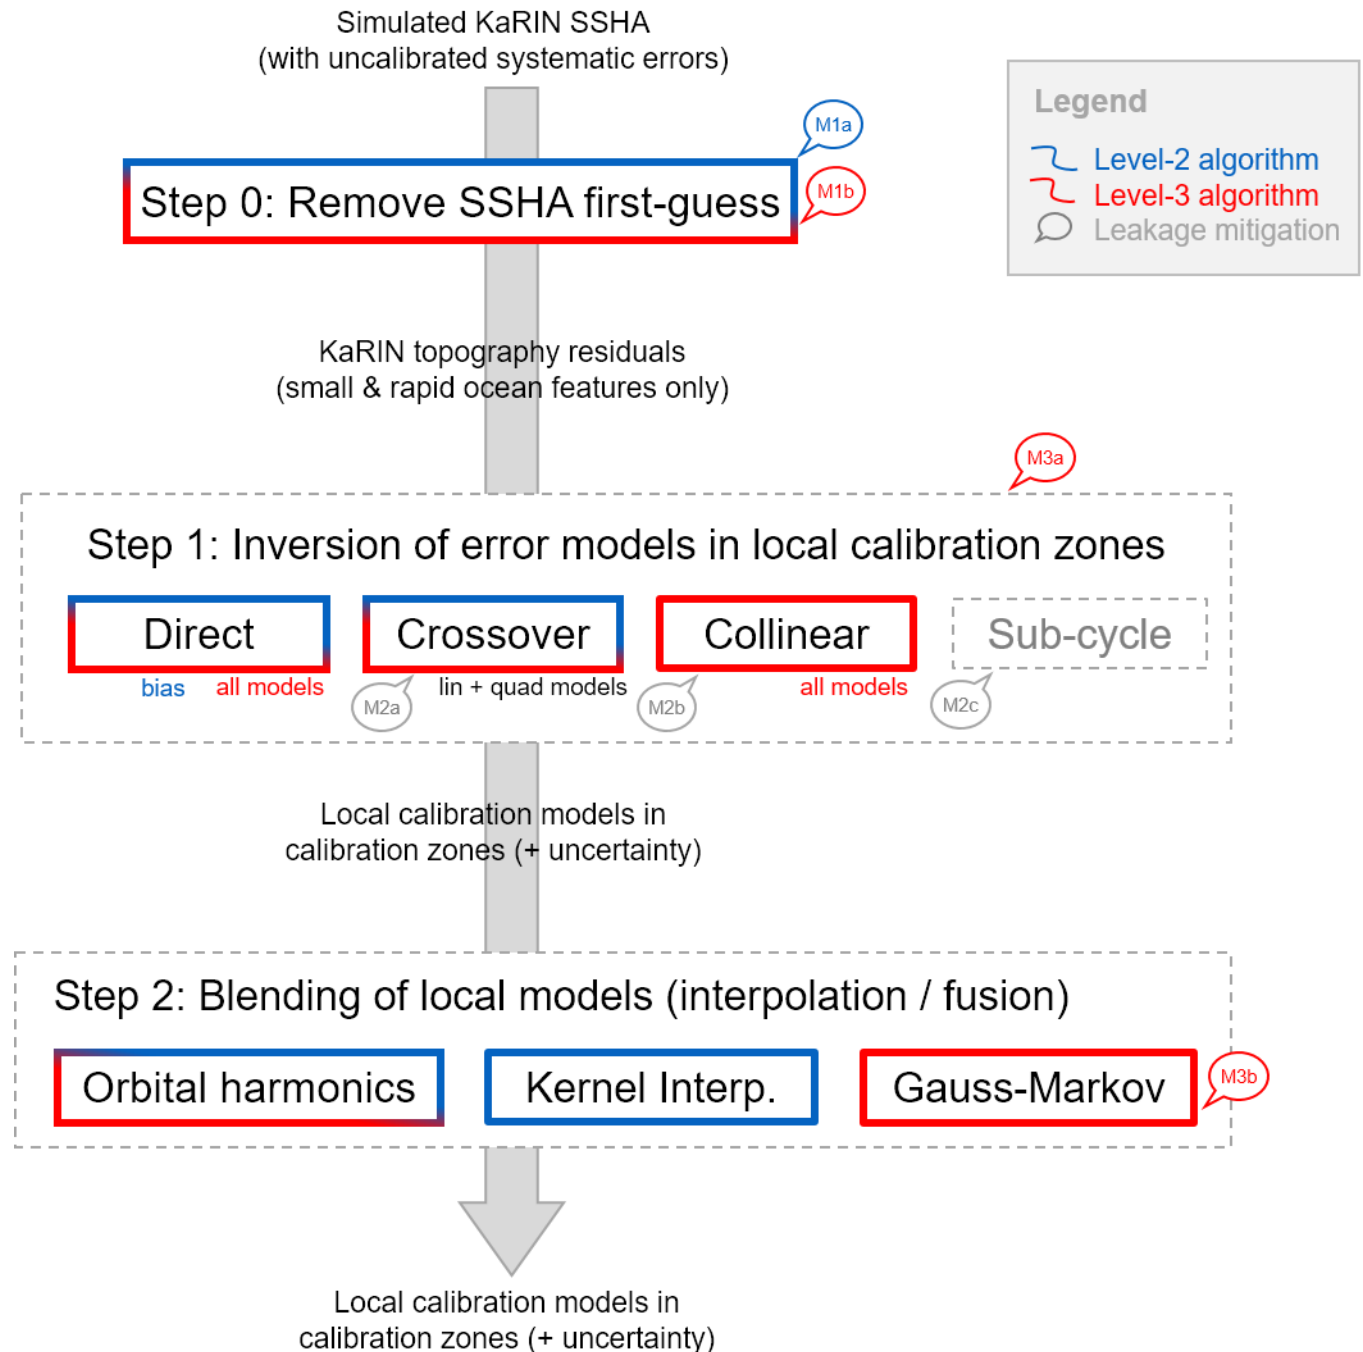 Simulated KaRIN SSHA
(with uncalibrated systematic errors)
Legend
Level-2 algorithm
Level-3 algorithm
Leakage mitigation
M1a
Step 0: Remove SSHA first-guess
M1b
KaRIN topography residuals
(small & rapid ocean features only)
M3a
Step 1: Inversion of error models in local calibration zones
Direct
Crossover
Collinear
Sub-cycle
bias
all models
lin + quad models
all models
M2a
M2b
M2c
Local calibration models in
calibration zones (+ uncertainty)
Step 2: Blending of local models (interpolation / fusion)
Orbital harmonics
Kernel Interp.
Gauss-Markov
M3b
Local calibration models in
calibration zones (+ uncertainty)